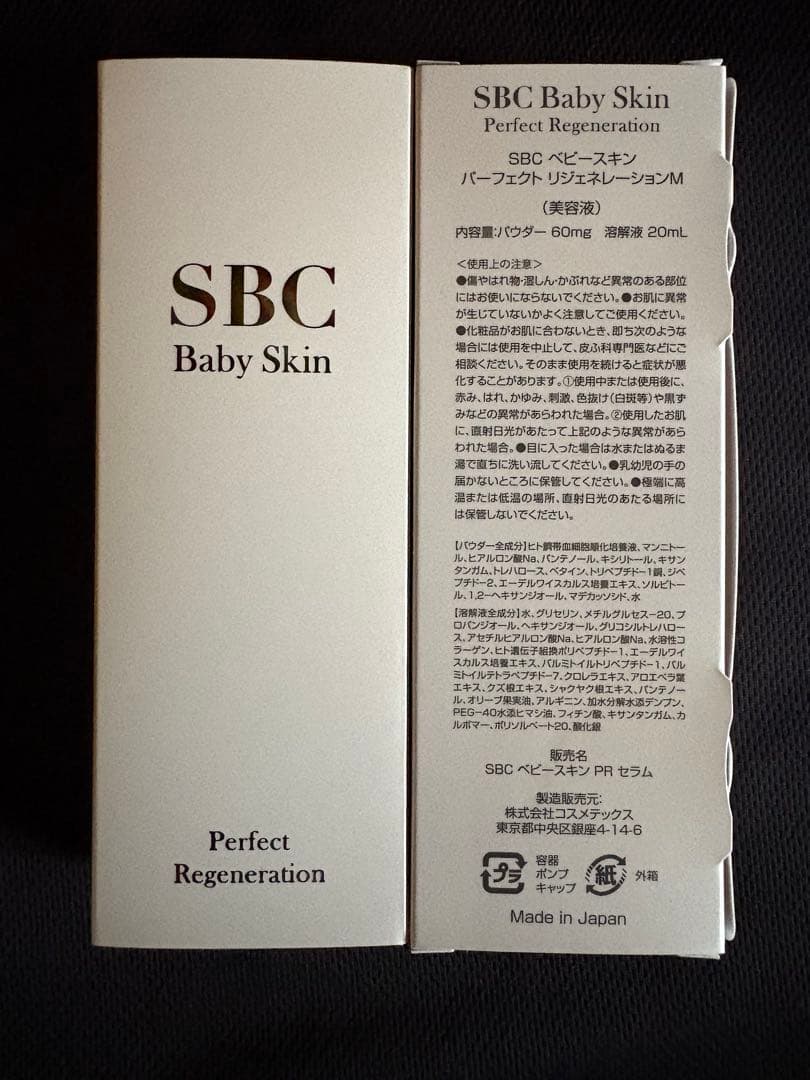 SBC
Baby Skin
Perfect
Regeneration
SBC Baby Skin
Perfect Regeneration
SBC ベビースキン
パーフェクト リジェネレーションM
（美容液）
内容量:パウダー 60mg 溶解液 20mL
＜使用上の注意＞
●傷やはれ物・湿しん・かぶれなど異常のある部位
にはお使いにならないでください。●お肌に異常
が生じていないかよく注意してご使用ください。
●化粧品がお肌に合わないとき、即ち次のような
場合には使用を中止して、皮ふ科専門医などにご
相談ください。そのまま使用を続けると症状が悪
化することがあります。①使用中または使用後に、
赤み、はれ、かゆみ、刺激、色抜け(白斑等)や黒ず
みなどの異常があらわれた場合。②使用したお肌
に、直射日光があたって上記のような異常があら
われた場合。●目に入った場合は水またはぬるま
湯で直ちに洗い流してください。●乳幼児の手の
届かないところに保管してください。●極端に高
温または低温の場所、直射日光のあたる場所に
は保管しないでください。
【パウダー全成分】ヒト臍帯血細胞順化培養液、マンニトー
ル、ヒアルロン酸Na、パンテノール、キシリトール、キサン
タンガム、トレハロース、ベタイン、トリペプチド-1銅、ジペ
プチド-2、エーデルワイスカルス培養エキス、ソルビトー
ル、1,2-ヘキサンジオール、マデカッソシド、水
【溶解液全成分】水、グリセリン、メチルグルセス-20、プ
ロパンジオール、ヘキサンジオール、グリコシルトレハロー
ス、アセチルヒアルロン酸Na、ヒアルロン酸Na、水溶性コ
ラーゲン、ヒト遺伝子組換ポリペプチド-1、エーデルワイ
スカルス培養エキス、パルミトイルトリペプチド-1、パル
ミトイルテトラペプチド-7、クロレラエキス、アロエベラ葉
エキス、クズ根エキス、シャクヤク根エキス、パンテノー
ル、オリーブ果実油、アルギニン、加水分解水添デンプン、
PEG-40水添ヒマシ油、フィチン酸、キサンタンガム、カ
ルボマー、ポリソルベート20、酸化銀
販売名
SBC ベビースキン PR セラム
製造販売元:
株式会社コスメテックス
東京都中央区銀座4-14-6
プラ 容器
ポンプ
キャップ
紙 外箱
Made in Japan